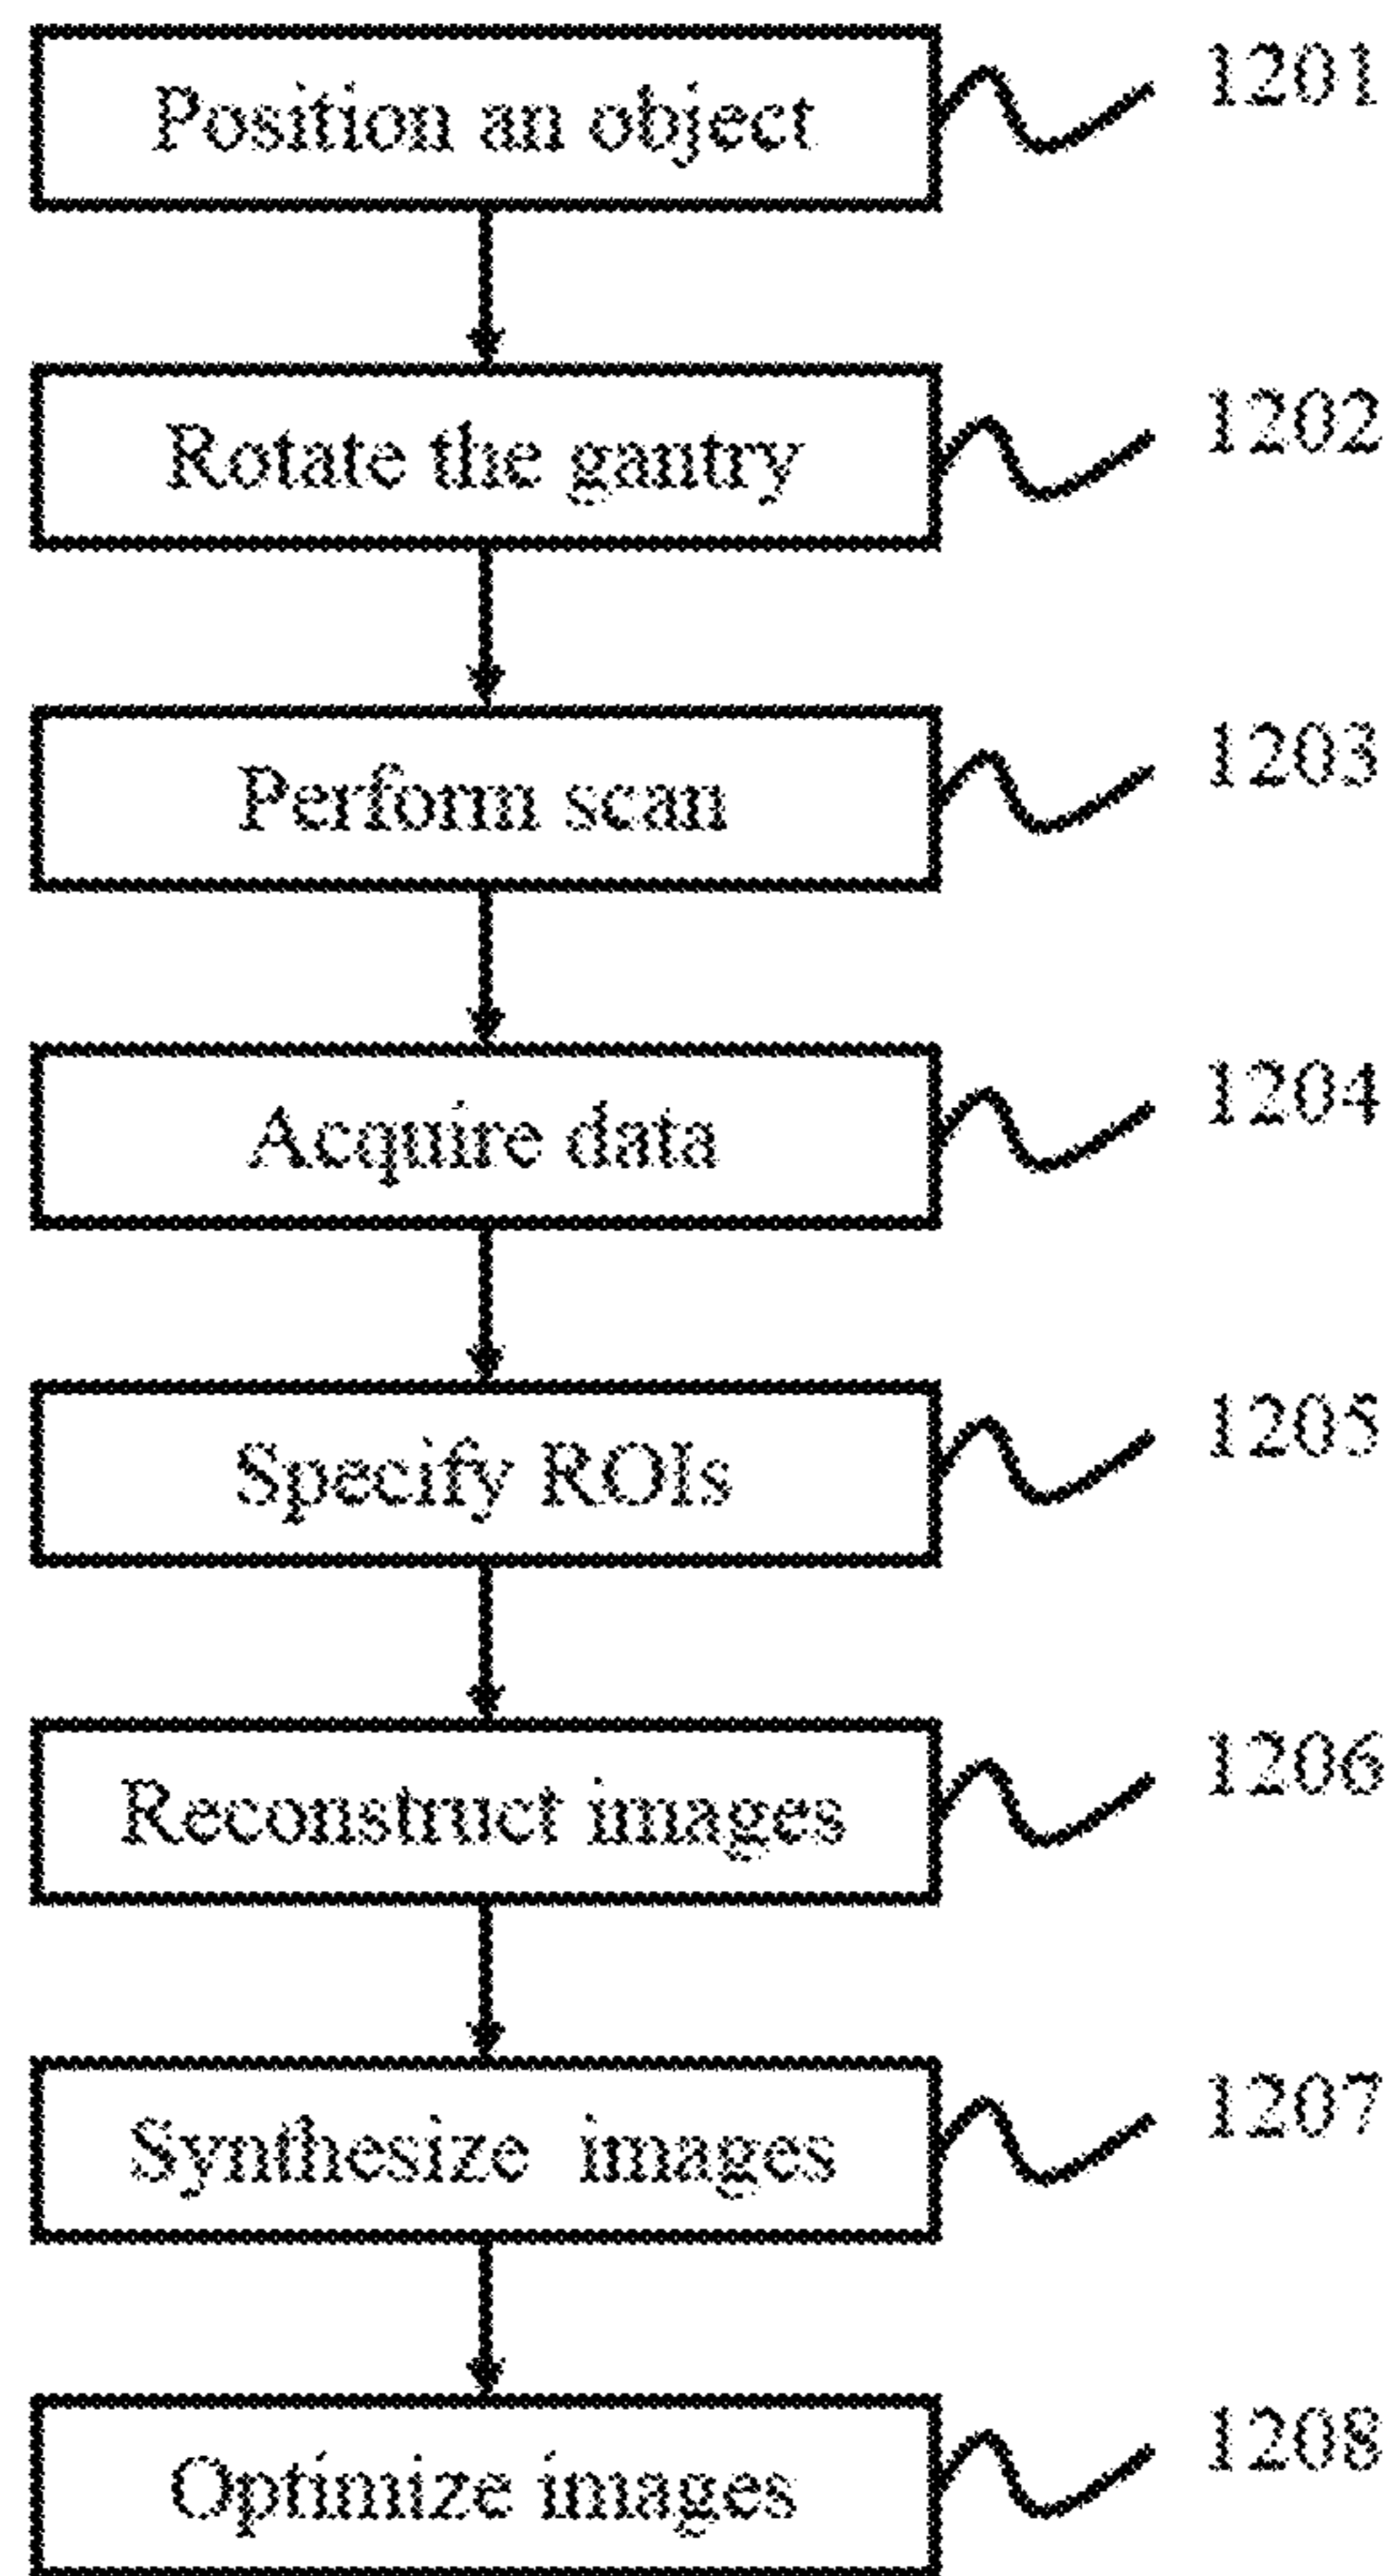 Position an object 1201
Rotate the gantry 1202
Perform scan 1203
Acquire data 1204
Specify ROIs 1205
Reconstruct images 1206
Synthesize images 1207
Optimize images 1208